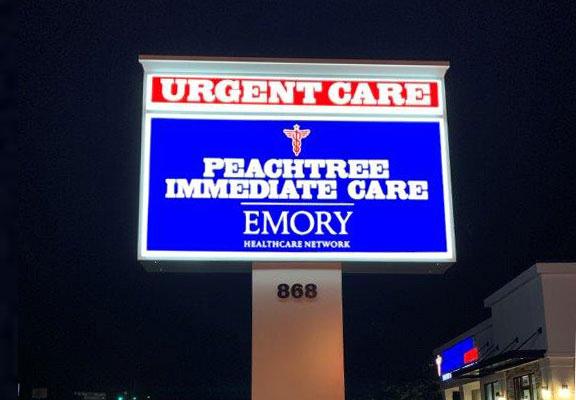 URGENT CARE
PEACHTREE
IMMEDIATE CARE
EMORY
HEALTHCARE NETWORK
868